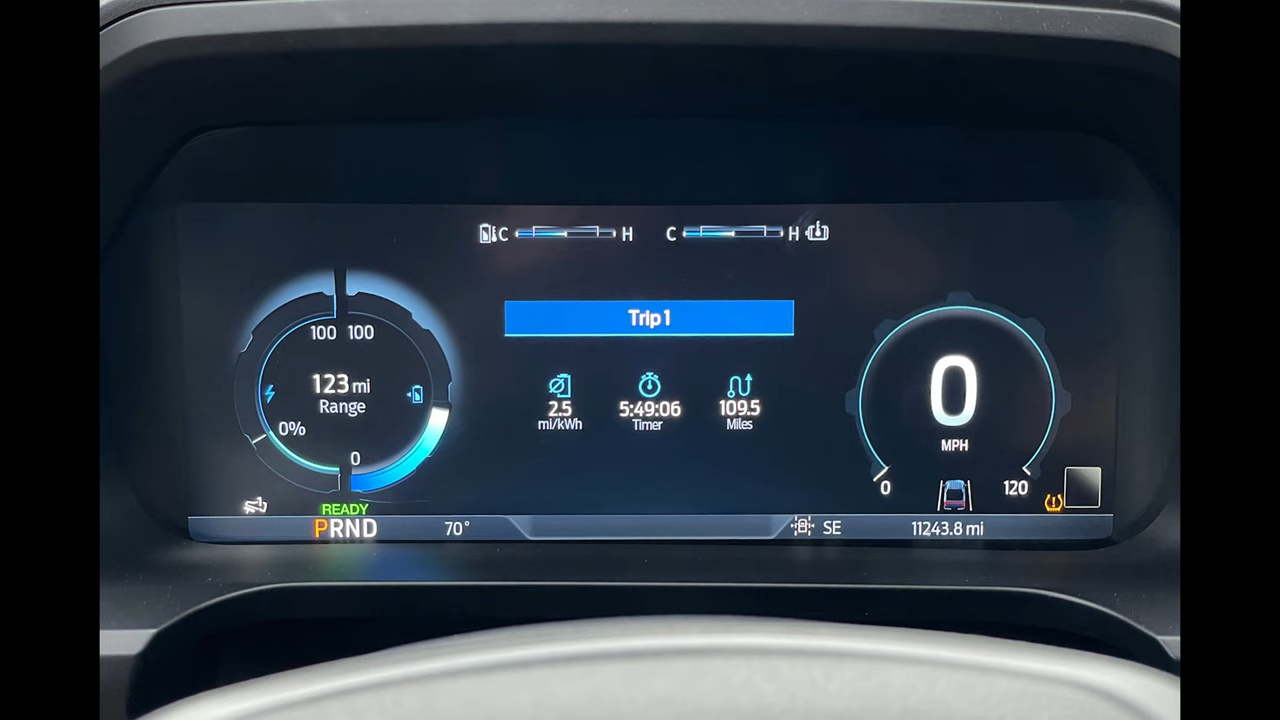 C H C H
Trip 1
100 100
123 mi
Range
2.5 5:49:06 109.5
mi/kWh Timer Miles
0
MPH
0%
0
0 120
READY
PRND 70° SE 11243.8 mi